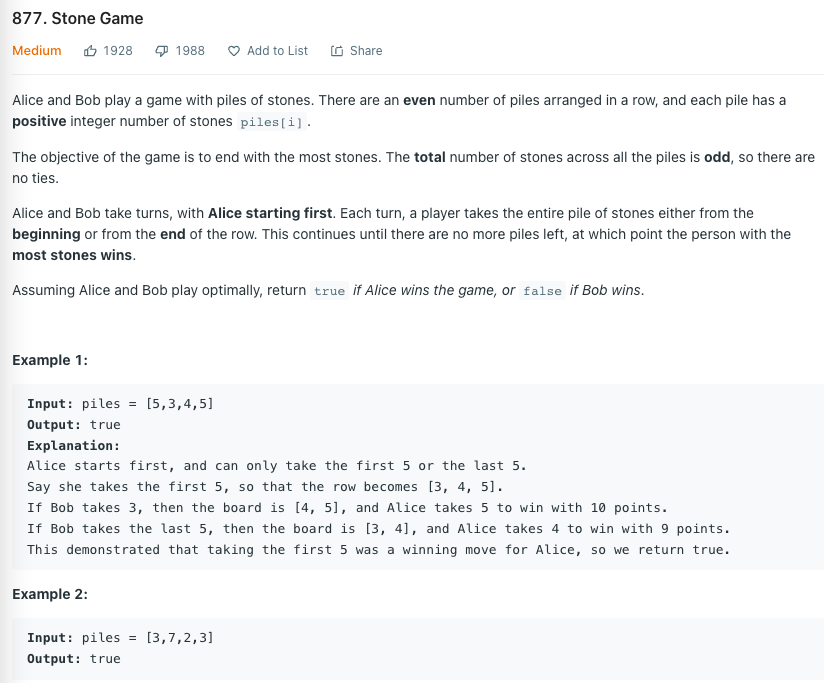 877. Stone Game
Medium 1928 1988 Add to List Share
Alice and Bob play a game with piles of stones. There are an even number of piles arranged in a row, and each pile has a
positive integer number of stones piles[i].
The objective of the game is to end with the most stones. The total number of stones across all the piles is odd, so there are
no ties.
Alice and Bob take turns, with Alice starting first. Each turn, a player takes the entire pile of stones either from the
beginning or from the end of the row. This continues until there are no more piles left, at which point the person with the
most stones wins.
Assuming Alice and Bob play optimally, return true if Alice wins the game, or false if Bob wins.
Example 1:
Input: piles = [5,3,4,5]
Output: true
Explanation:
Alice starts first, and can only take the first 5 or the last 5.
Say she takes the first 5, so that the row becomes [3, 4, 5].
If Bob takes 3, then the board is [4, 5], and Alice takes 5 to win with 10 points.
If Bob takes the last 5, then the board is [3, 4], and Alice takes 4 to win with 9 points.
This demonstrated that taking the first 5 was a winning move for Alice, so we return true.
Example 2:
Input: piles = [3,7,2,3]
Output: true